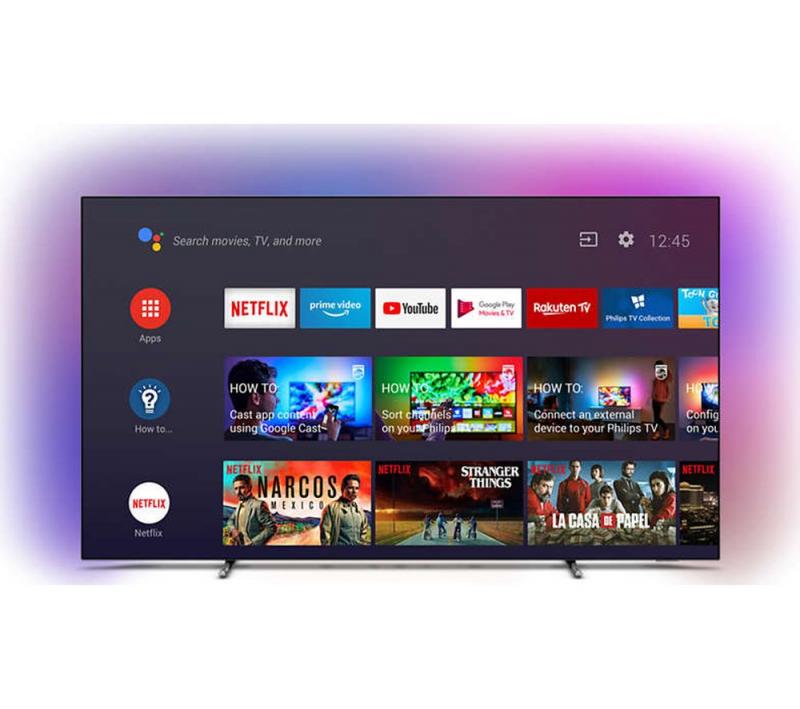 Search movies, TV, and more
12:45
NETFLIX
prime video
YouTube
Google Play
Movies & TV
Rakuten TV
Philips TV Collection
Apps
HOW TO:
Cast app content
using Google Cast
HOW TO:
Sort channels
on your Philips
HOW TO:
Connect an external
device to your Philips TV
HOW
Config
on you
How to...
NETFLIX
NARCOS
MEXICO
NETFLIX
STRANGER
THINGS
NETFLIX
LA CASA DE PAPEL
NETFLIX
NETFLIX
Netflix